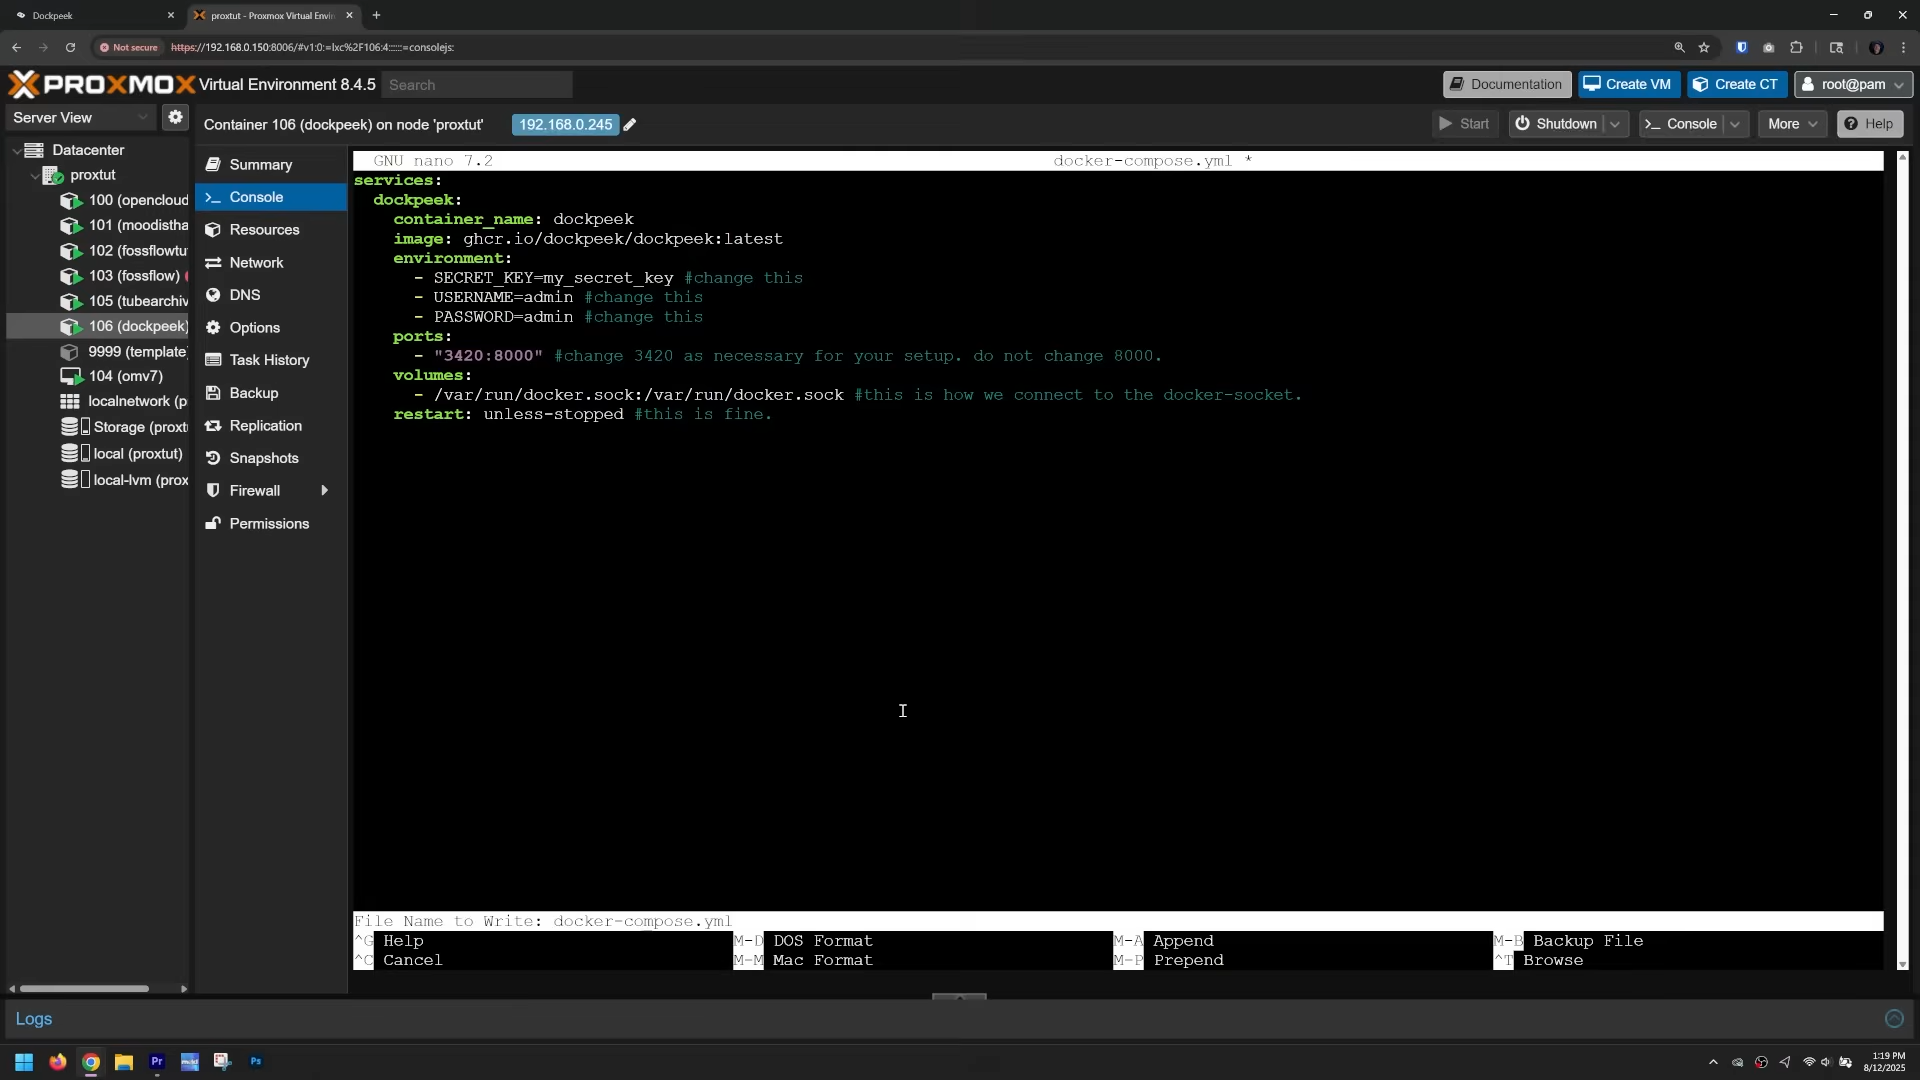 Dockpeek
proxtut - Proxmox Virtual Envir
Not secure
https://192.168.0.150:8006/#v1:0:=lxc%2F106:4::::::=consolejs:
PROXMOX Virtual Environment 8.4.5
Search
Documentation
Create VM
Create CT
root@pam
Server View
Container 106 (dockpeek) on node 'proxtut'
192.168.0.245
Start
Shutdown
>_ Console
More
Help
Datacenter
proxtut
100 (opencloud
101 (moodistha
102 (fossflowtu
103 (fossflow)
105 (tubearchiv
106 (dockpeek)
9999 (template
104 (omv7)
localnetwork (p
Storage (proxt
local (proxtut)
local-lvm (prox
Summary
>_ Console
Resources
Network
DNS
Options
Task History
Backup
Replication
Snapshots
Firewall
Permissions
GNU nano 7.2
docker-compose.yml *
services:
dockpeek:
container_name: dockpeek
image: ghcr.io/dockpeek/dockpeek:latest
environment:
- SECRET_KEY=my_secret_key #change this
- USERNAME=admin #change this
- PASSWORD=admin #change this
ports:
- "3420:8000" #change 3420 as necessary for your setup. do not change 8000.
volumes:
- /var/run/docker.sock:/var/run/docker.sock #this is how we connect to the docker-socket.
restart: unless-stopped #this is fine.
File Name to Write: docker-compose.yml
^G Help
M-D DOS Format
M-A Append
M-B Backup File
^C Cancel
M-M Mac Format
M-P Prepend
^T Browse
Logs
Pr
Ps
1:19 PM
8/12/2025